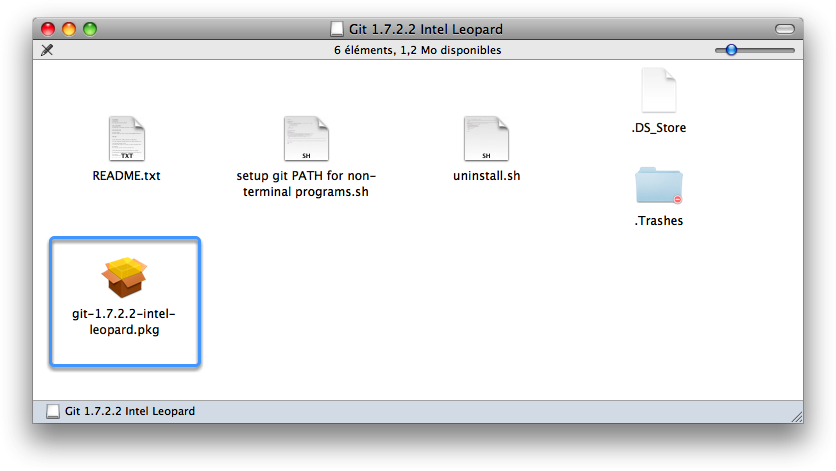 Git 1.7.2.2 Intel Leopard
6 éléments, 1,2 Mo disponibles
.DS_Store
TXT
README.txt
SH
setup git PATH for non-
terminal programs.sh
SH
uninstall.sh
.Trashes
git-1.7.2.2-intel-
leopard.pkg
Git 1.7.2.2 Intel Leopard